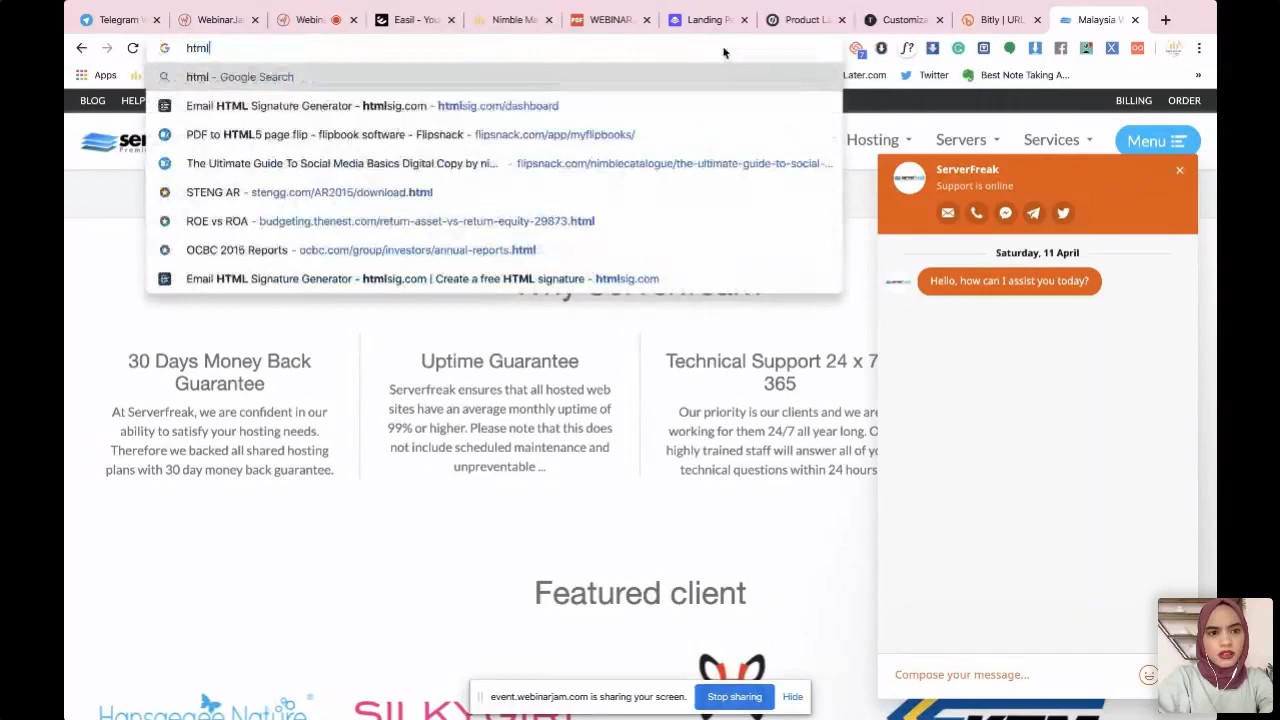 Telegram W
WebinarJa
Webin
Easil - You
Nimble Ma
WEBINAR
Landing P
Product L
Customiza
Bitly | URL
Malaysia W
html
Apps
Later.com
Twitter
Best Note Taking A...
»
html - Google Search
Email HTML Signature Generator - htmlsig.com - htmlsig.com/dashboard
PDF to HTML5 page flip - flipbook software - Flipsnack - flipsnack.com/app/myflipbooks/
The Ultimate Guide To Social Media Basics Digital Copy by ni... - flipsnack.com/nimblecatalogue/the-ultimate-guide-to-social-...
STENG AR - stengg.com/AR2015/download.html
ROE vs ROA - budgeting.thenest.com/return-asset-vs-return-equity-29873.html
OCBC 2016 Reports - ocbc.com/group/investors/annual-reports.html
Email HTML Signature Generator - htmlsig.com | Create a free HTML signature - htmlsig.com
BLOG
HELP
BILLING
ORDER
Hosting
Servers
Services
Menu
ServerFreak
Support is online
Saturday, 11 April
Hello, how can I assist you today?
30 Days Money Back
Guarantee
At Serverfreak, we are confident in our
ability to satisfy your hosting needs.
Therefore we backed all shared hosting
plans with 30 day money back guarantee.
Uptime Guarantee
Serverfreak ensures that all hosted web
sites have an average monthly uptime of
99% or higher. Please note that this does
not include scheduled maintenance and
unpreventable ...
Technical Support 24 x 7
365
Our priority is our clients and we are
working for them 24/7 all year long. O
highly trained staff will answer all of yo
technical questions within 24 hours
Featured client
Hansaegee Nature
SILKYGIRL
event.webinarjam.com is sharing your screen.
Stop sharing
Hide
Compose your message...